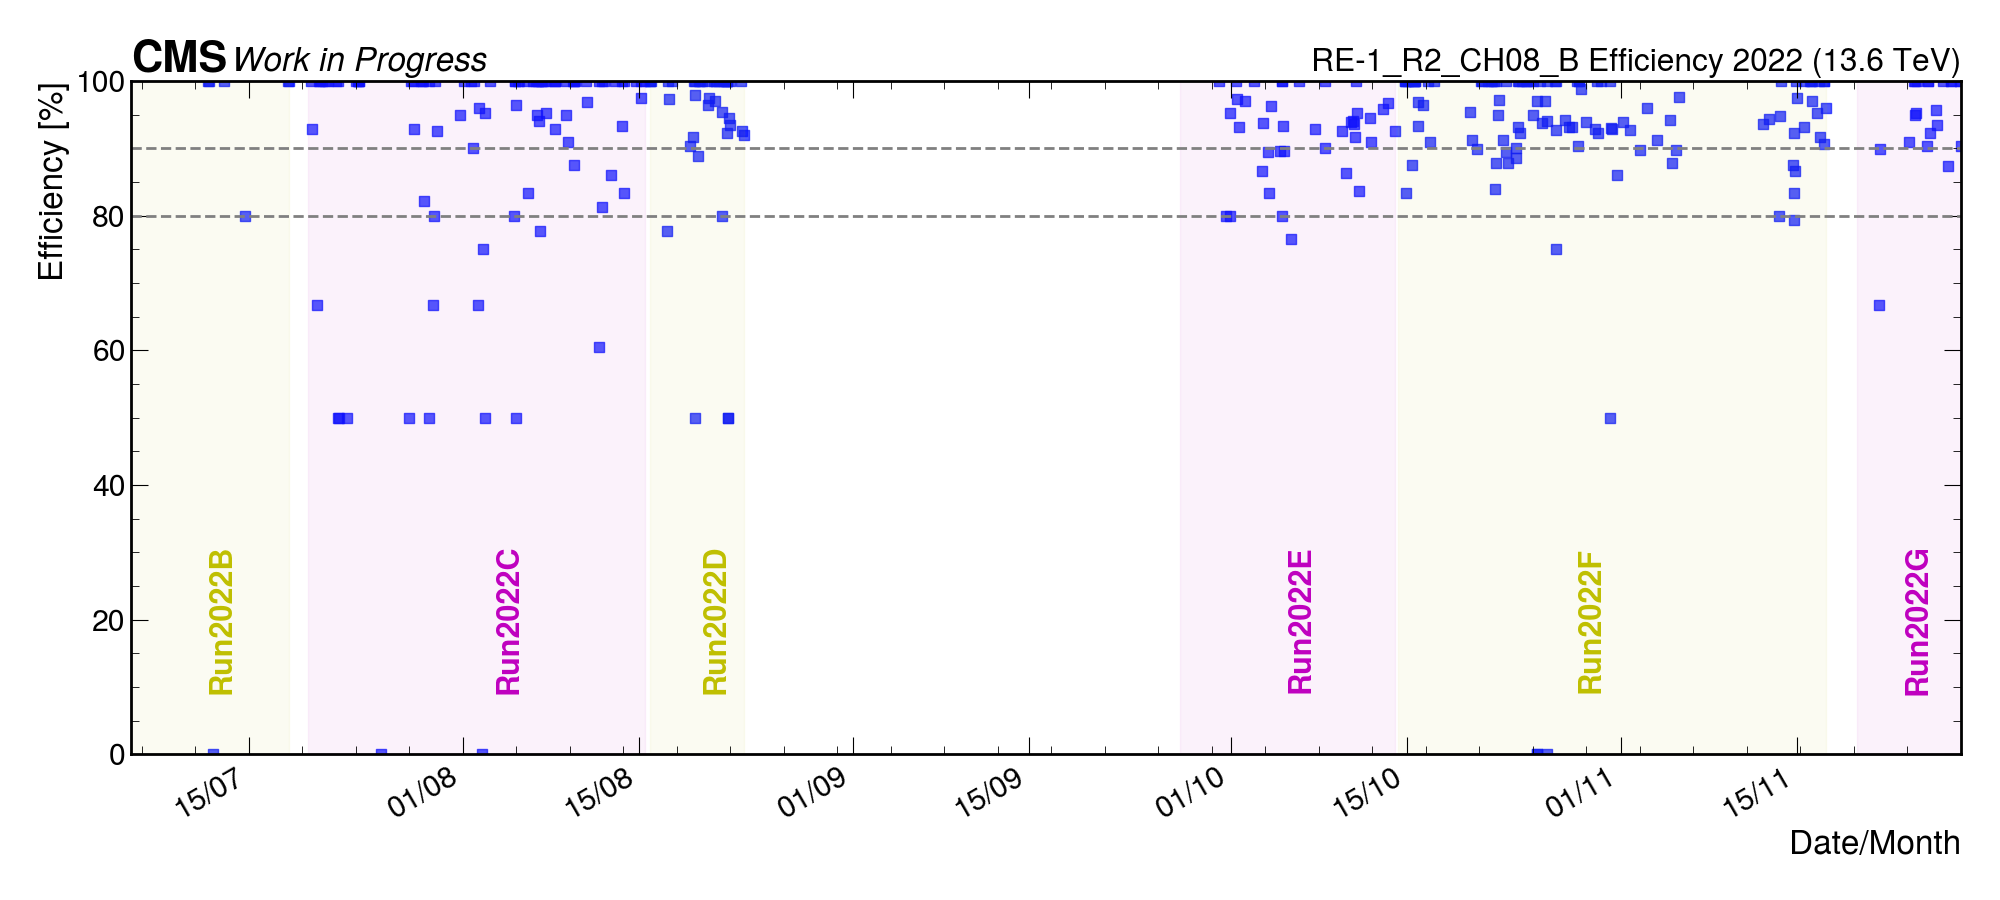 CMS Work in Progress
RE-1_R2_CH08_B Efficiency 2022 (13.6 TeV)
Efficiency [%]
100
80
60
40
20
0
Run2022B
Run2022C
Run2022D
Run2022E
Run2022F
Run2022G
15/07
01/08
15/08
01/09
15/09
01/10
15/10
01/11
15/11
Date/Month